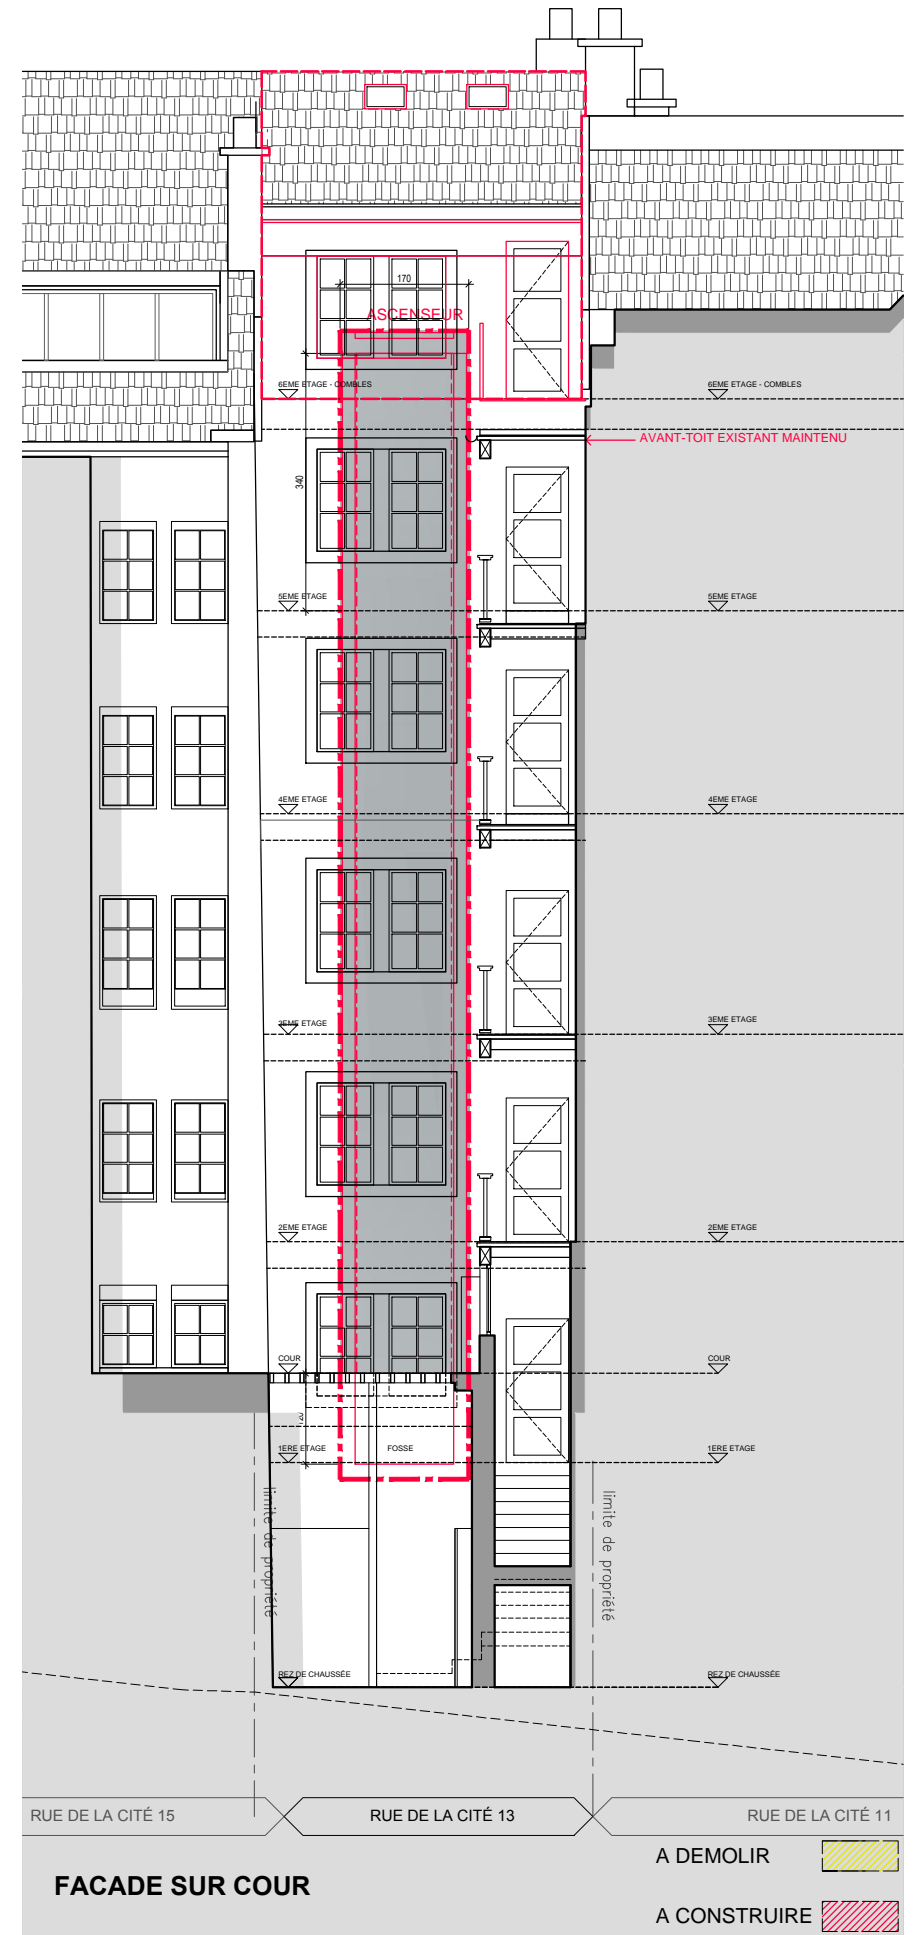 170
ASCENSEUR
6EME ETAGE - COMBLES
6EME ETAGE - COMBLES
AVANT-TOIT EXISTANT MAINTENU
340
5EME ETAGE
5EME ETAGE
4EME ETAGE
4EME ETAGE
3EME ETAGE
3EME ETAGE
2EME ETAGE
2EME ETAGE
COUR
COUR
120
1ERE ETAGE
FOSSE
1ERE ETAGE
limite de propriété
limite de propriété
REZ DE CHAUSSÉE
REZ DE CHAUSSÉE
RUE DE LA CITÉ 15
RUE DE LA CITÉ 13
RUE DE LA CITÉ 11
A DEMOLIR
FACADE SUR COUR
A CONSTRUIRE